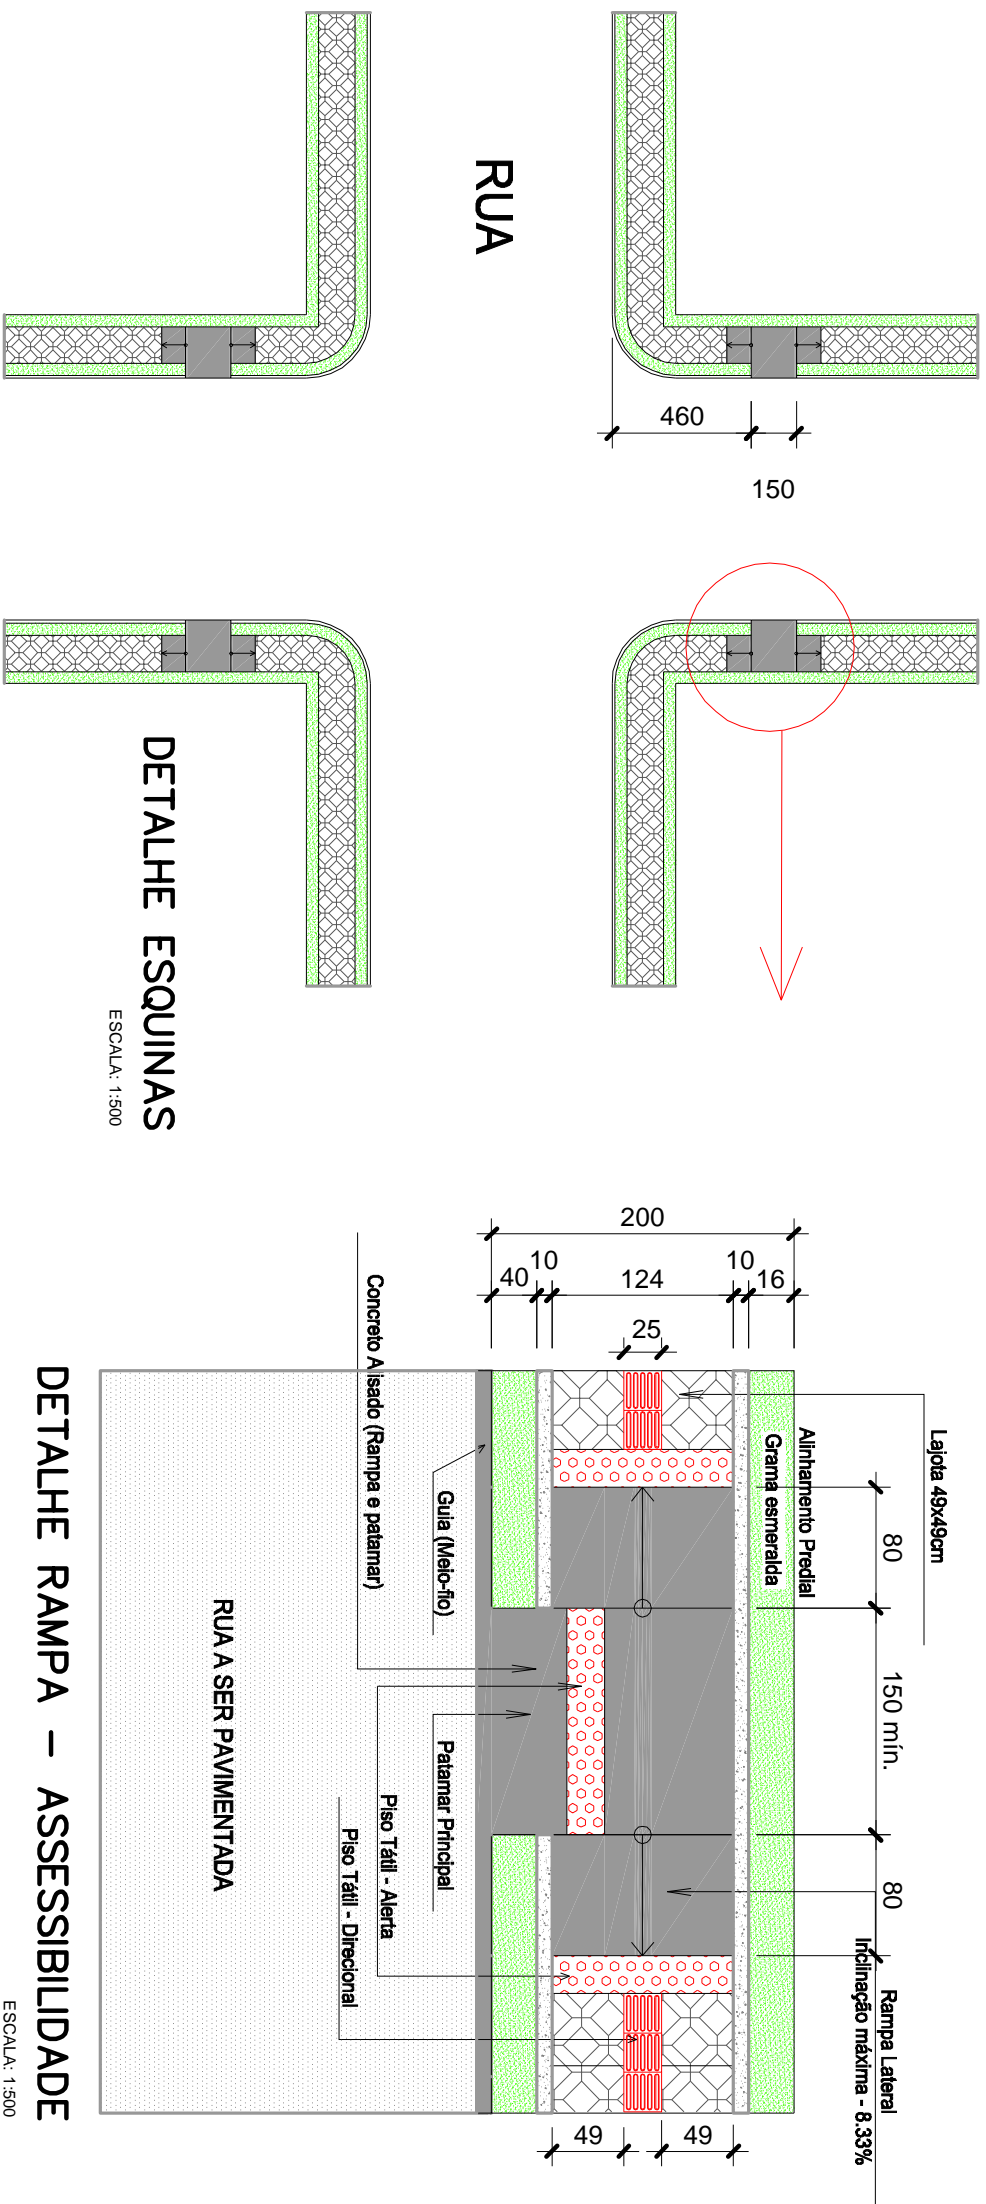 RUA
460
150
DETALHE ESQUINAS
ESCALA: 1:500
200
40
10
124
10
16
25
Lajota 49x49cm
Alinhamento Predial
Grama esmeralda
80
150 mín.
80
Rampa Lateral
Inclinação máxima - 8.33%
Concreto Alisado (Rampa e patamar)
Guia (Meio-fio)
Patamar Principal
Piso Tátil - Alerta
Piso Tátil - Direcional
RUA A SER PAVIMENTADA
49
49
DETALHE RAMPA - ASSESSIBILIDADE
ESCALA: 1:500